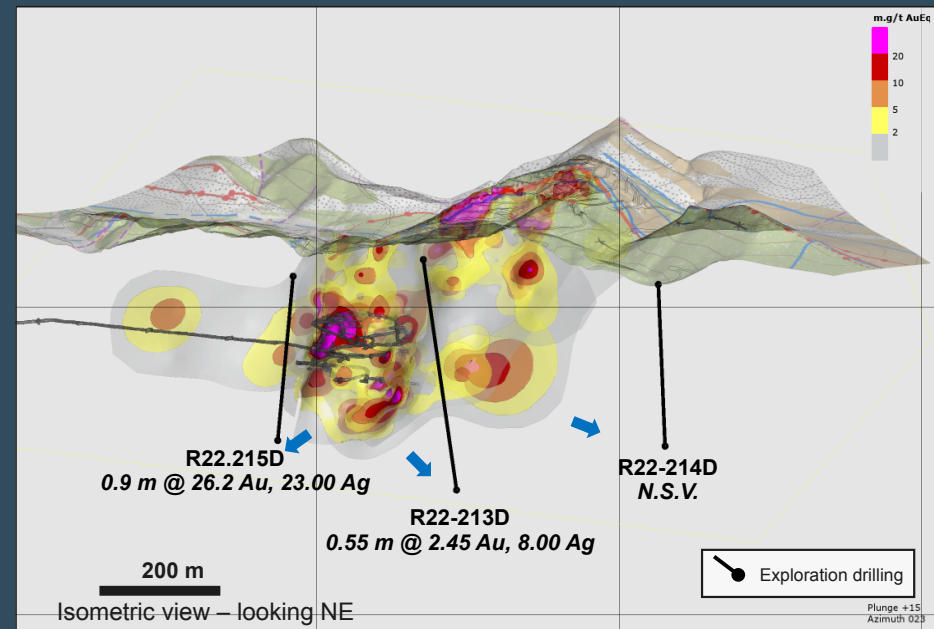 m.g/t AuEq
20
10
5
2
R22.215D
0.9 m @ 26.2 Au, 23.00 Ag
R22-213D
0.55 m @ 2.45 Au, 8.00 Ag
R22-214D
N.S.V.
200 m
Isometric view – looking NE
Exploration drilling
Plunge +15
Azimuth 023